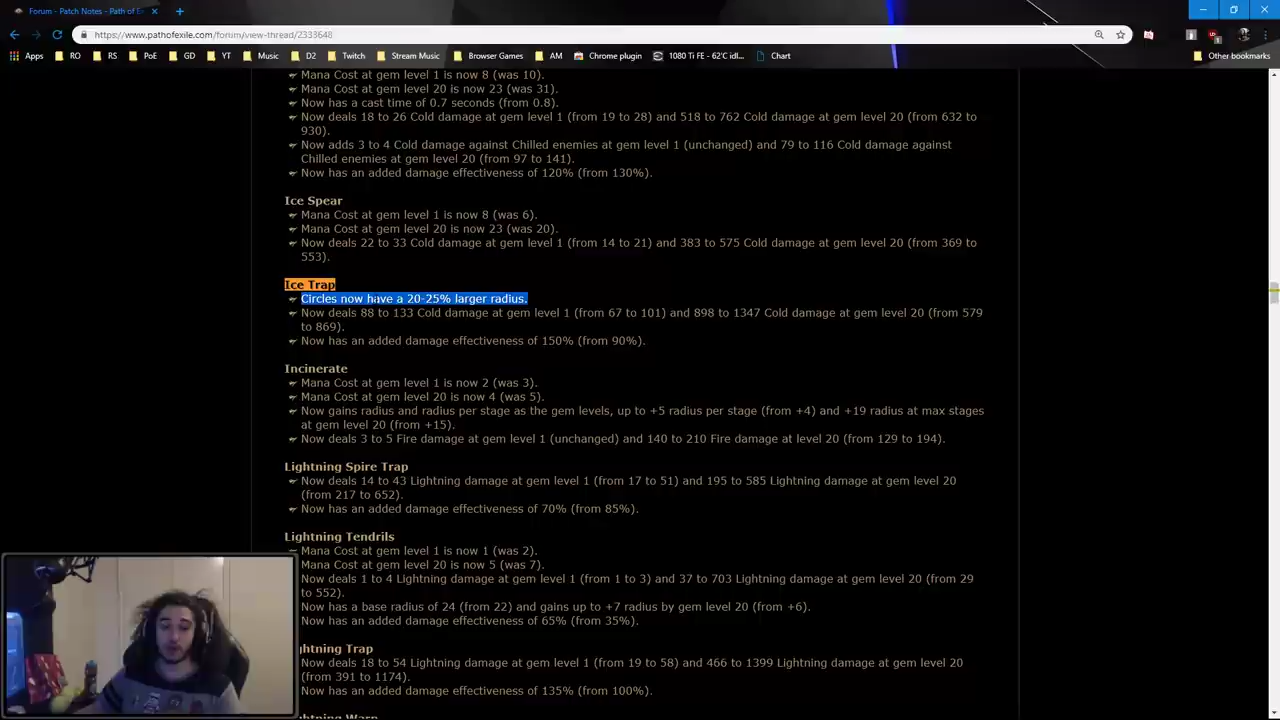 Forum - Patch Notes - Path of E
https://www.pathofexile.com/forum/view-thread/2333648
Apps RO RS PoE GD YT Music D2 Twitch Stream Music Browser Games AM Chrome plugin 1080 Ti FE - 62°C idl... Chart Other bookmarks
Mana Cost at gem level 1 is now 8 (was 10).
Mana Cost at gem level 20 is now 23 (was 31).
Now has a cast time of 0.7 seconds (from 0.8).
Now deals 18 to 26 Cold damage at gem level 1 (from 19 to 28) and 518 to 762 Cold damage at gem level 20 (from 632 to
930).
Now adds 3 to 4 Cold damage against Chilled enemies at gem level 1 (unchanged) and 79 to 116 Cold damage against
Chilled enemies at gem level 20 (from 97 to 141).
Now has an added damage effectiveness of 120% (from 130%).
Ice Spear
Mana Cost at gem level 1 is now 8 (was 6).
Mana Cost at gem level 20 is now 23 (was 20).
Now deals 22 to 33 Cold damage at gem level 1 (from 14 to 21) and 383 to 575 Cold damage at gem level 20 (from 369 to
553).
Ice Trap
Circles now have a 20-25% larger radius.
Now deals 88 to 133 Cold damage at gem level 1 (from 67 to 101) and 898 to 1347 Cold damage at gem level 20 (from 579
to 869).
Now has an added damage effectiveness of 150% (from 90%).
Incinerate
Mana Cost at gem level 1 is now 2 (was 3).
Mana Cost at gem level 20 is now 4 (was 5).
Now gains radius and radius per stage as the gem levels, up to +5 radius per stage (from +4) and +19 radius at max stages
at gem level 20 (from +15).
Now deals 3 to 5 Fire damage at gem level 1 (unchanged) and 140 to 210 Fire damage at level 20 (from 129 to 194).
Lightning Spire Trap
Now deals 14 to 43 Lightning damage at gem level 1 (from 17 to 51) and 195 to 585 Lightning damage at gem level 20
(from 217 to 652).
Now has an added damage effectiveness of 70% (from 85%).
Lightning Tendrils
Mana Cost at gem level 1 is now 1 (was 2).
Mana Cost at gem level 20 is now 5 (was 7).
Now deals 1 to 4 Lightning damage at gem level 1 (from 1 to 3) and 37 to 703 Lightning damage at gem level 20 (from 29
to 552).
Now has a base radius of 24 (from 22) and gains up to +7 radius by gem level 20 (from +6).
Now has an added damage effectiveness of 65% (from 35%).
htning Trap
Now deals 18 to 54 Lightning damage at gem level 1 (from 19 to 58) and 466 to 1399 Lightning damage at gem level 20
(from 391 to 1174).
Now has an added damage effectiveness of 135% (from 100%).
htning Warp